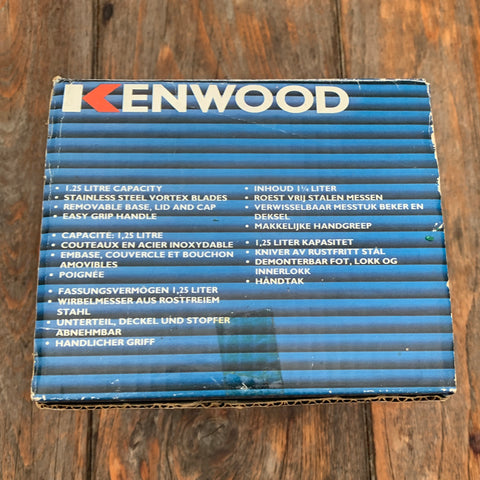 KENWOOD
• 1.25 LITRE CAPACITY
• STAINLESS STEEL VORTEX BLADES
• REMOVABLE BASE, LID AND CAP
• EASY GRIP HANDLE
• CAPACITÉ: 1,25 LITRE
• COUTEAUX EN ACIER INOXYDABLE
• EMBASE, COUVERCLE ET BOUCHON
AMOVIBLES
• POIGNÉE
• FASSUNGSVERMÖGEN 1,25 LITER
• WIRBELMESSER AUS ROSTFREIEM
STAHL
• UNTERTEIL, DECKEL UND STOPFER
ABNEHMBAR
• HANDLICHER GRIFF
• INHOUD 1¼ LITER
• ROEST VRIJ STALEN MESSEN
• VERWISSELBAAR MESSTUK BEKER EN
DEKSEL
• MAKKELIJKE HANDGREEP
• 1,25 LITER KAPASITET
• KNIVER AV RUSTFRITT STÅL
• DEMONTERBAR FOT, LOKK OG
INNERLOKK
• HÅNDTAK